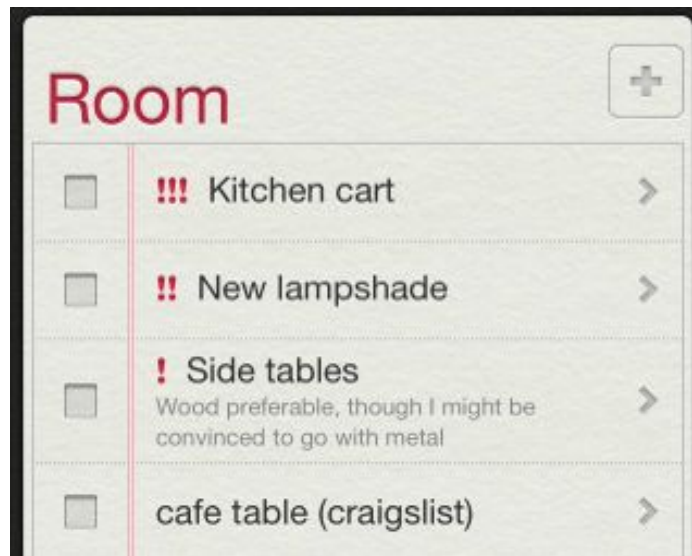 Room
!!! Kitchen cart
!! New lampshade
! Side tables
Wood preferable, though I might be
convinced to go with metal
cafe table (craigslist)